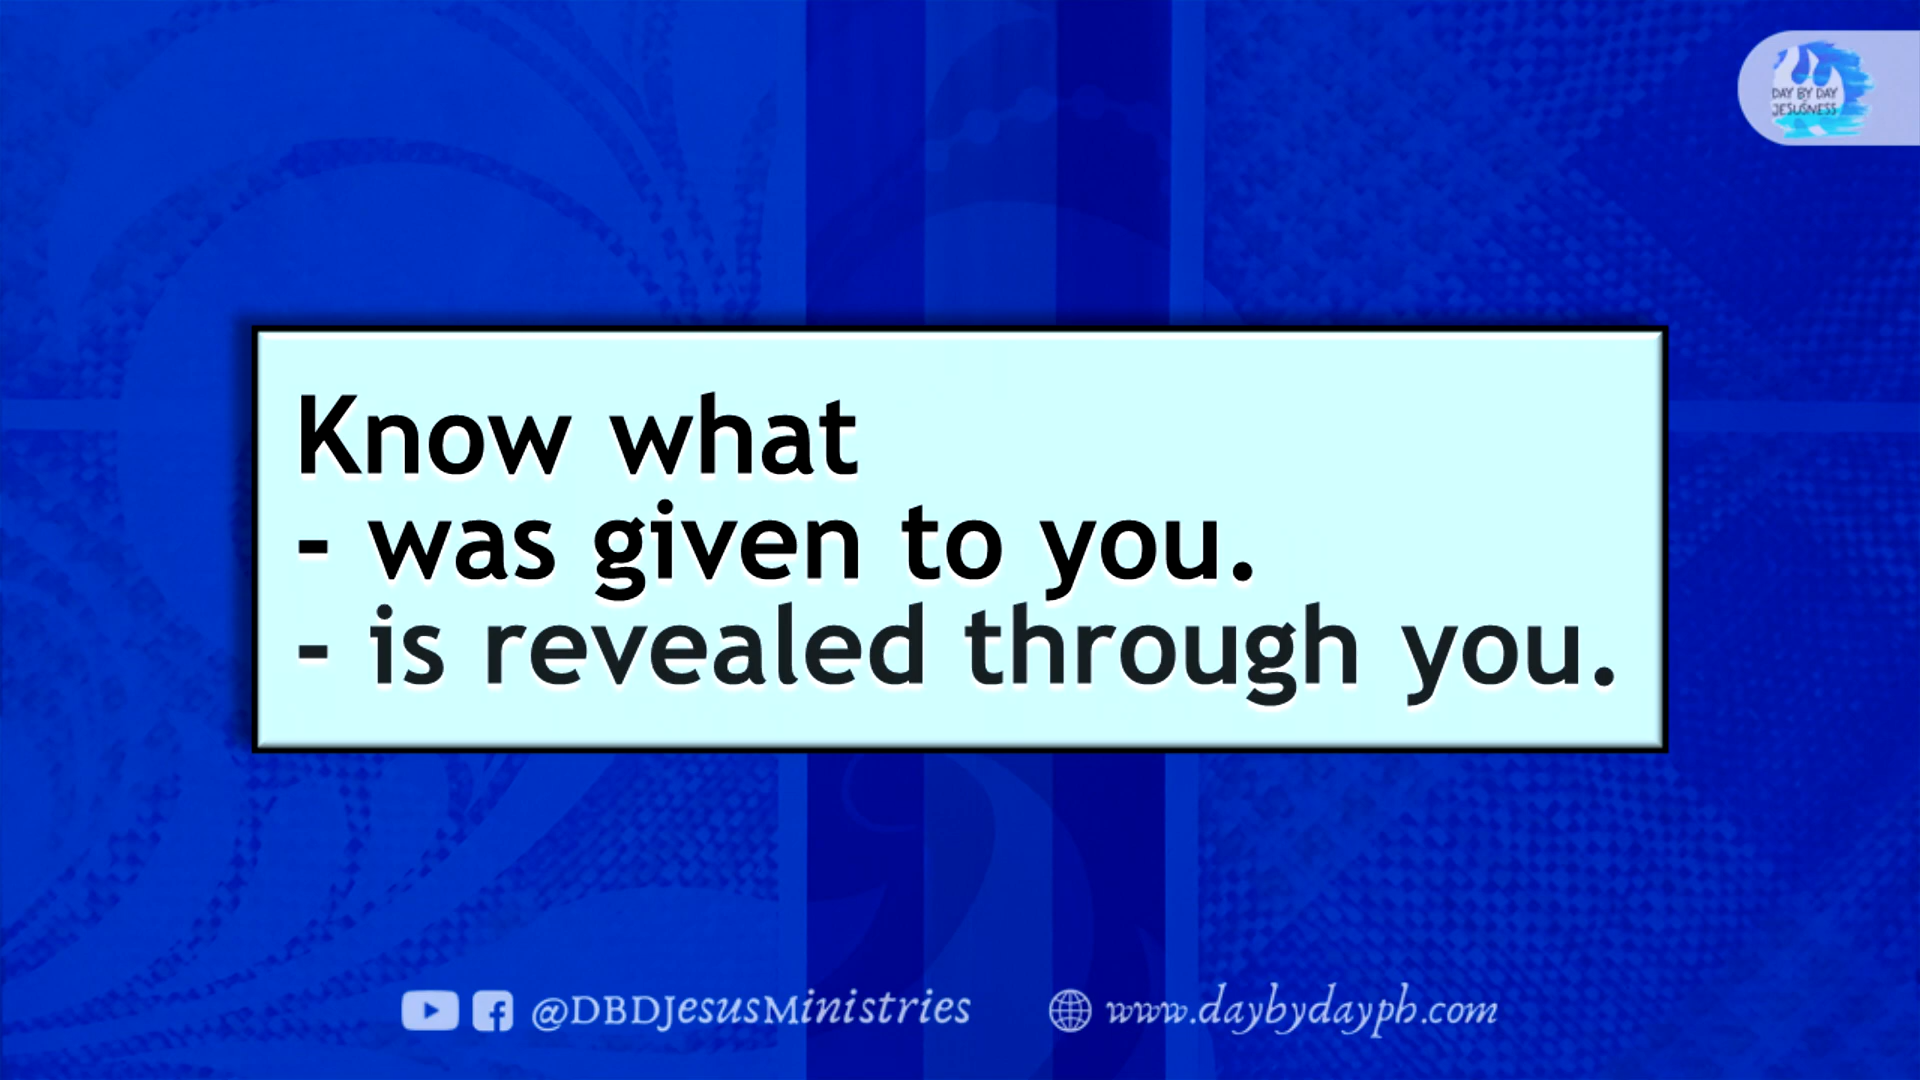 DAY BY DAY
JESUSNESS
Know what
- was given to you.
- is revealed through you.
@DBDJesusMinistries
www.daybydayph.com